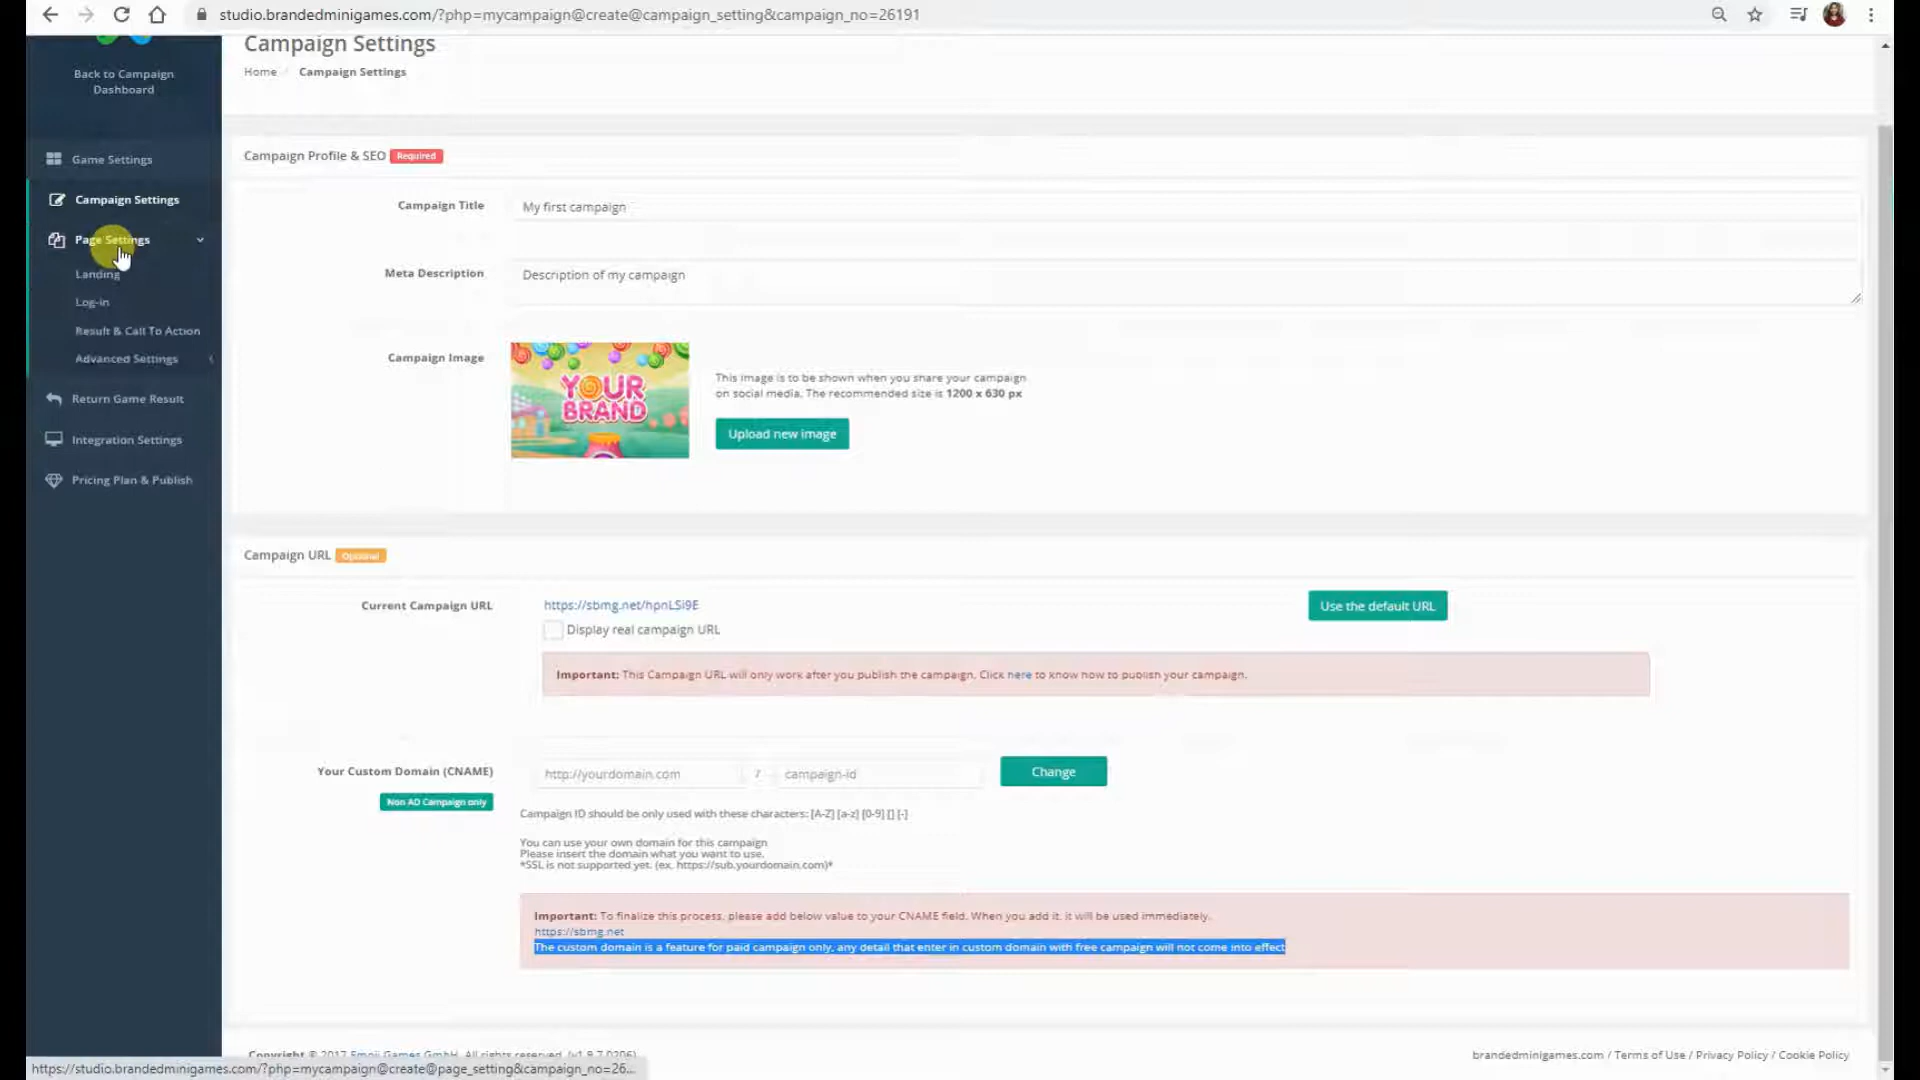 studio.brandedminigames.com/?php=mycampaign@create@campaign_setting&campaign_no=26191
Campaign Settings
Home / Campaign Settings
Back to Campaign
Dashboard
Game Settings
Campaign Settings
Page Settings
Landing
Log-in
Result & Call To Action
Advanced Settings
Return Game Result
Integration Settings
Pricing Plan & Publish
Campaign Profile & SEO Required
Campaign Title
My first campaign
Meta Description
Description of my campaign
Campaign Image
YOUR
BRAND
This image is to be shown when you share your campaign
on social media. The recommended size is 1200 x 630 px
Upload new image
Campaign URL Optional
Current Campaign URL
https://sbmg.net/hpnLSi9E
Use the default URL
Display real campaign URL
Important: This Campaign URL will only work after you publish the campaign. Click here to know how to publish your campaign.
Your Custom Domain (CNAME)
http://yourdomain.com / campaign-id
Change
Non AD Campaign only
Campaign ID should be only used with these characters: [A-Z] [a-z] [0-9] [] [-]
You can use your own domain for this campaign
Please insert the domain what you want to use.
*SSL is not supported yet. (ex. https://sub.yourdomain.com)*
Important: To finalize this process, please add below value to your CNAME field. When you add it, it will be used immediately.
https://sbmg.net
The custom domain is a feature for paid campaign only, any detail that enter in custom domain with free campaign will not come into effect
Copyright © 2017 Emoji Games GmbH. All rights reserved. (v1.9.7.0206)
brandedminigames.com / Terms of Use / Privacy Policy / Cookie Policy
https://studio.brandedminigames.com/?php=mycampaign@create@page_setting&campaign_no=26...